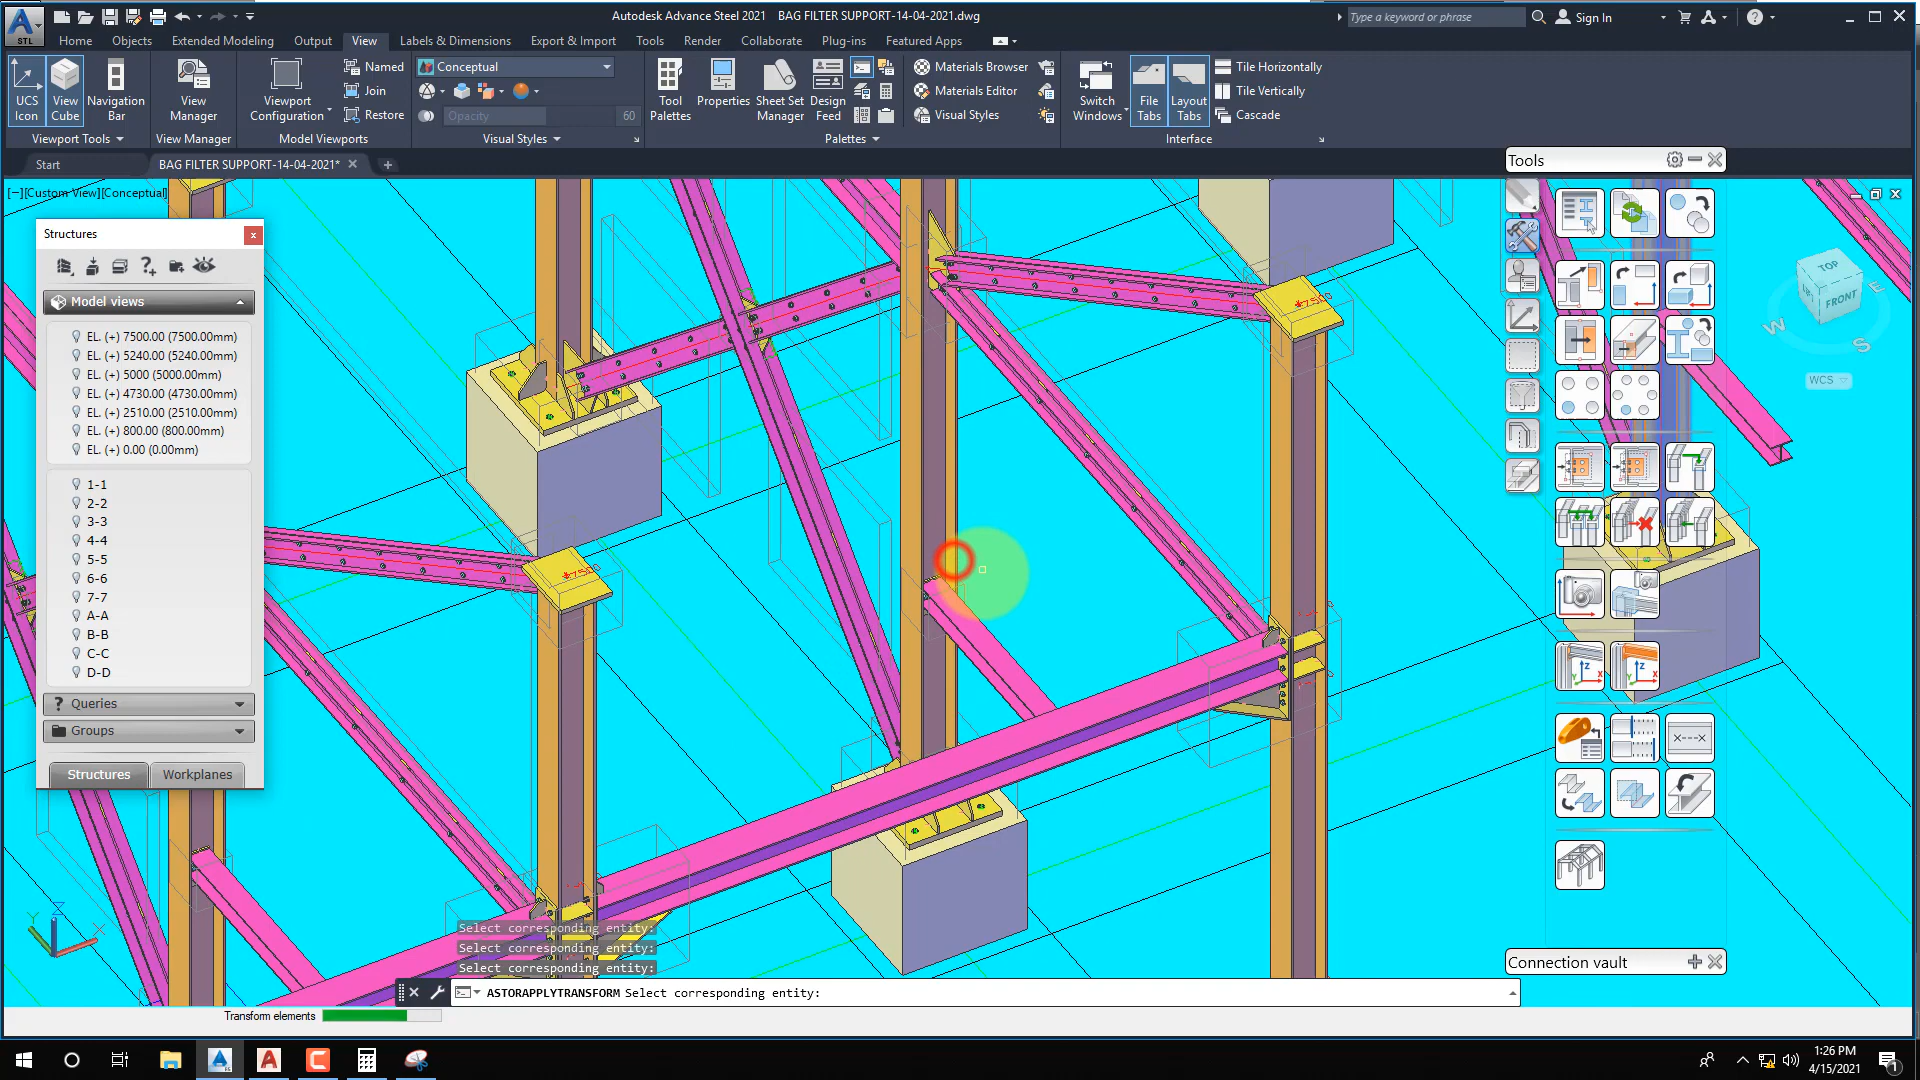 Autodesk Advance Steel 2021 BAG FILTER SUPPORT-14-04-2021.dwg
Type a keyword or phrase
Sign In
STL
Home Objects Extended Modeling Output View Labels & Dimensions Export & Import Tools Render Collaborate Plug-ins Featured Apps
UCS Icon
View Cube
Navigation Bar
Viewport Tools
View Manager
View Manager
Viewport Configuration
Named
Join
Restore
Model Viewports
Conceptual
Opacity 60
Visual Styles
Tool Palettes
Properties
Sheet Set Manager
Design Feed
Palettes
Materials Browser
Materials Editor
Visual Styles
Switch Windows
File Tabs
Layout Tabs
Tile Horizontally
Tile Vertically
Cascade
Interface
Start
BAG FILTER SUPPORT-14-04-2021*
[−][Custom View][Conceptual]
Tools
Structures
Model views
EL. (+) 7500.00 (7500.00mm)
EL. (+) 5240.00 (5240.00mm)
EL. (+) 5000 (5000.00mm)
EL. (+) 4730.00 (4730.00mm)
EL. (+) 2510.00 (2510.00mm)
EL. (+) 800.00 (800.00mm)
EL. (+) 0.00 (0.00mm)
1-1
2-2
3-3
4-4
5-5
6-6
7-7
A-A
B-B
C-C
D-D
Queries
Groups
Structures Workplanes
TOP
FRONT
W
S
E
WCS
Z
Y
X
Select corresponding entity:
Select corresponding entity:
Select corresponding entity:
ASTORAPPLYTRANSFORM Select corresponding entity:
Connection vault
Transform elements
1:26 PM
4/15/2021
1